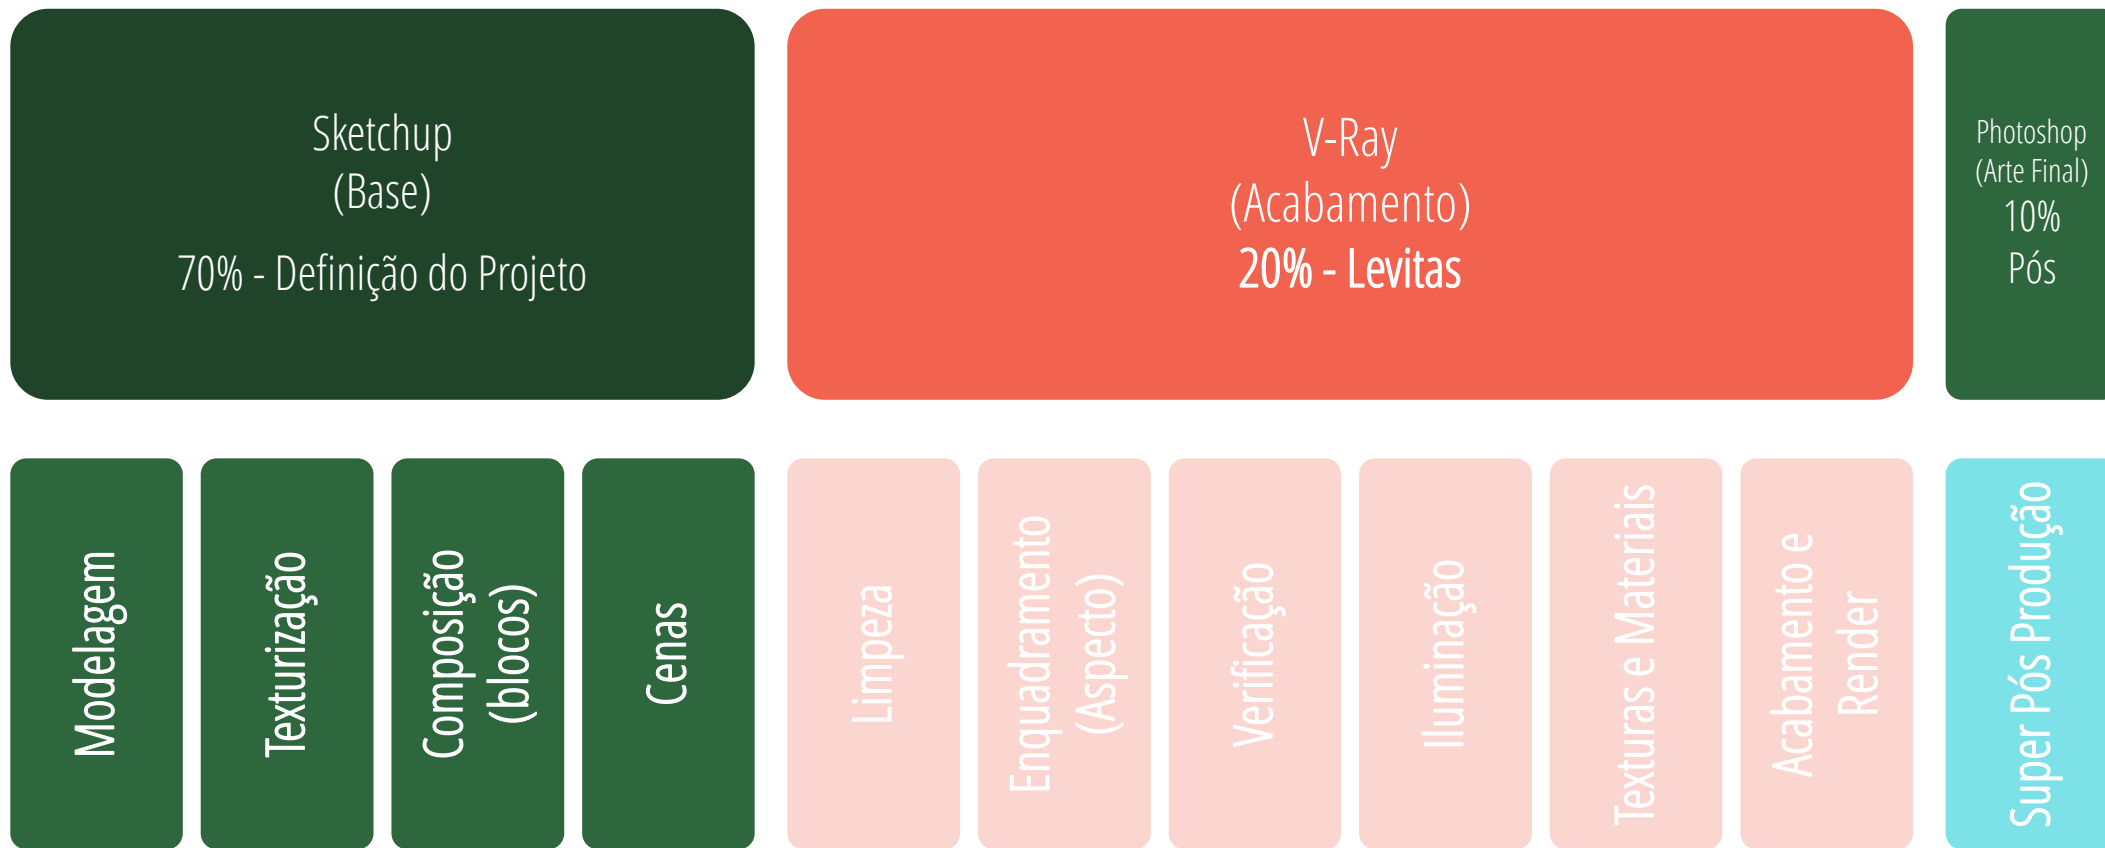 Sketchup
(Base)
70% - Definição do Projeto
V-Ray
(Acabamento)
20% - Levitas
Photoshop
(Arte Final)
10%
Pós
Modelagem
Texturização
Composição
(blocos)
Cenas
Limpeza
Enquadramento
(Aspecto)
Verificação
Iluminação
Texturas e Materiais
Acabamento e
Render
Super Pós Produção